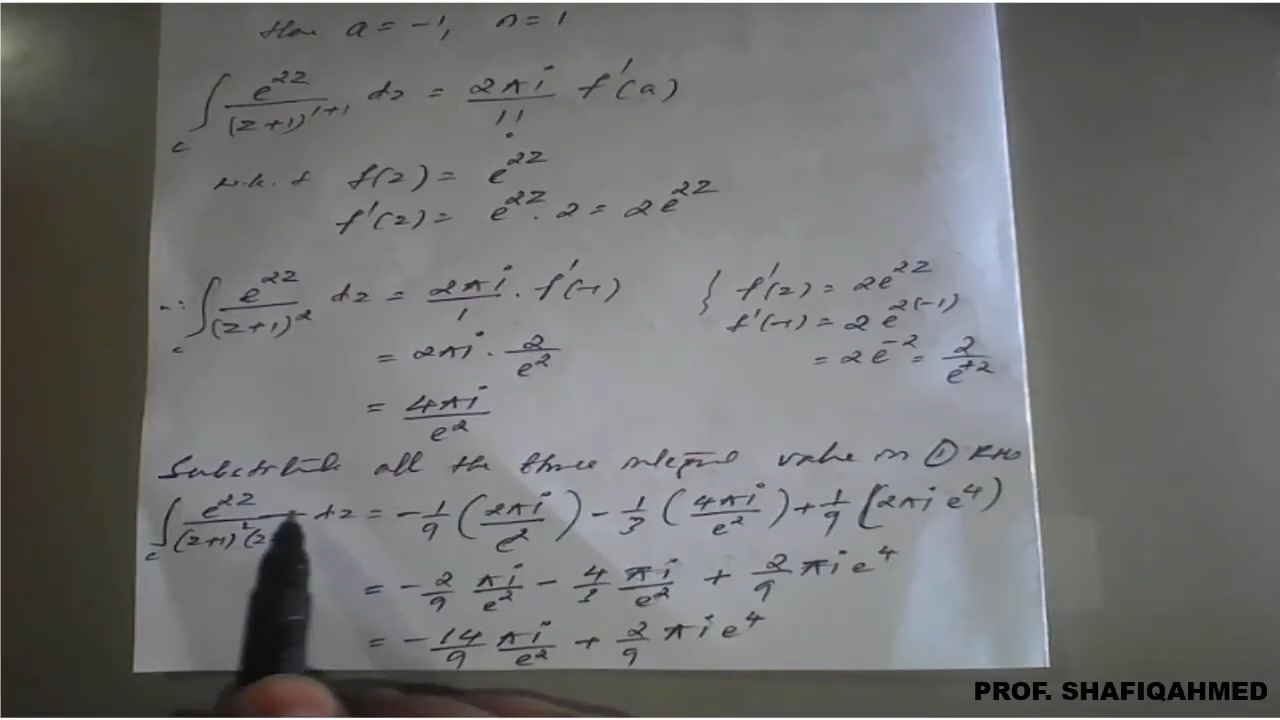 a = -1, n = 1
∫c e^2z/(z+1)^1+1 dz = 2πi/1! f'(a)
w.k.t f(z) = e^2z
f'(z) = e^2z . 2 = 2e^2z
∴ ∫c e^2z/(z+1)^2 dz = 2πi/1 . f'(-1) { f'(z) = 2e^2z
f'(-1) = 2e^2(-1)
= 2πi . 2/e^2 = 2e^-2 = 2/e^+2
= 4πi/e^2
Substitute all the three integral value in ① RHS
∫c e^2z/(z+1)^2(z dz = -1/9 (2πi/e^2) - 1/3 (4πi/e^2) + 1/9 [2πi e^4)
= -2/9 πi/e^2 - 4/3 πi/e^2 + 2/9 πi e^4
= -14/9 πi/e^2 + 2/9 πi e^4
PROF. SHAFIQAHMED